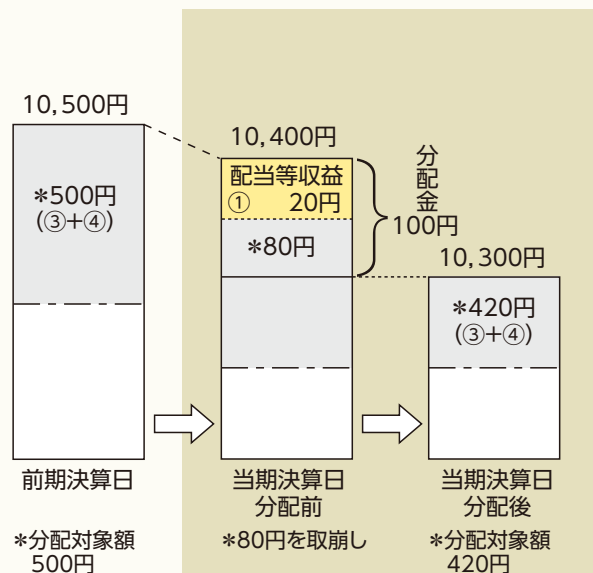 10,500円
*500円
(③+④)
前期決算日
*分配対象額
500円
10,400円
配当等収益
① 20円
*80円
分配金
100円
当期決算日
分配前
*80円を取崩し
10,300円
*420円
(③+④)
当期決算日
分配後
*分配対象額
420円